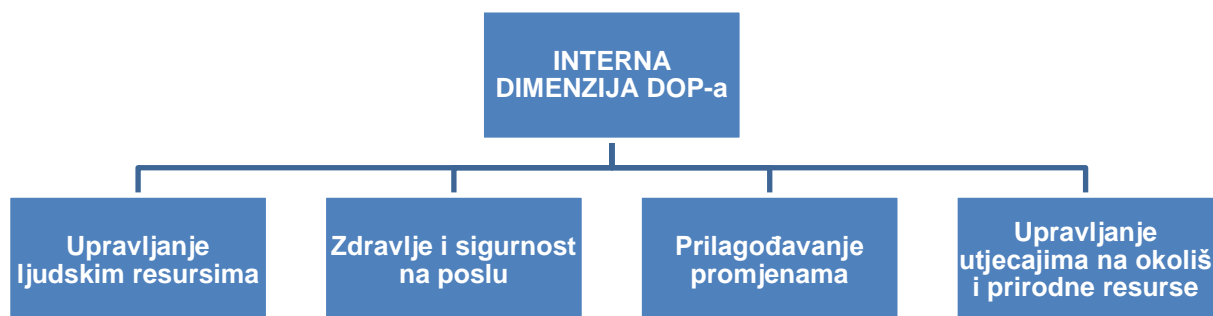 INTERNA
DIMENZIJA DOP-a
Upravljanje
ljudskim resursima
Zdravlje i sigurnost
na poslu
Prilagođavanje
promjenama
Upravljanje
utjecajima na okoliš
i prirodne resurse